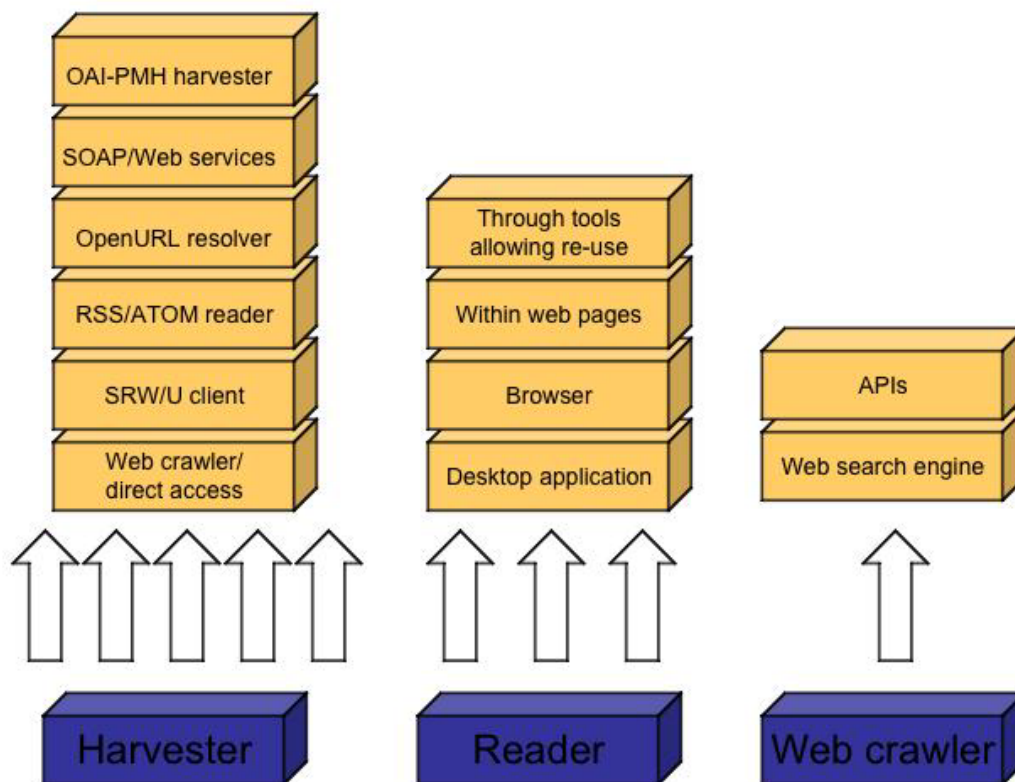 OAI-PMH harvester
SOAP/Web services
OpenURL resolver
RSS/ATOM reader
SRW/U client
Web crawler/
direct access
Through tools
allowing re-use
Within web pages
Browser
Desktop application
APIs
Web search engine
Harvester
Reader
Web crawler